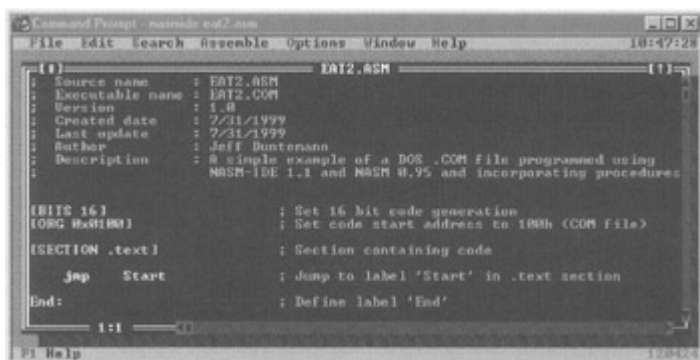 Command Prompt - nasmide eat2.asm
File Edit Search Assemble Options Window Help 10:47:28
EAT2.ASM
; Source name : EAT2.ASM
; Executable name : EAT2.COM
; Version : 1.0
; Created date : 7/31/1999
; Last update : 7/31/1999
; Author : Jeff Duntemann
; Description : A simple example of a DOS .COM file programmed using
; NASM-IDE 1.1 and NASM 0.95 and incorporating procedures
[BITS 16] ; Set 16 bit code generation
[ORG 0x0100] ; Set code start address to 100h (COM file)
[SECTION .text] ; Section containing code
jmp Start ; Jump to label 'Start' in .text section
End: ; Define label 'End'
1:1
F1 Help